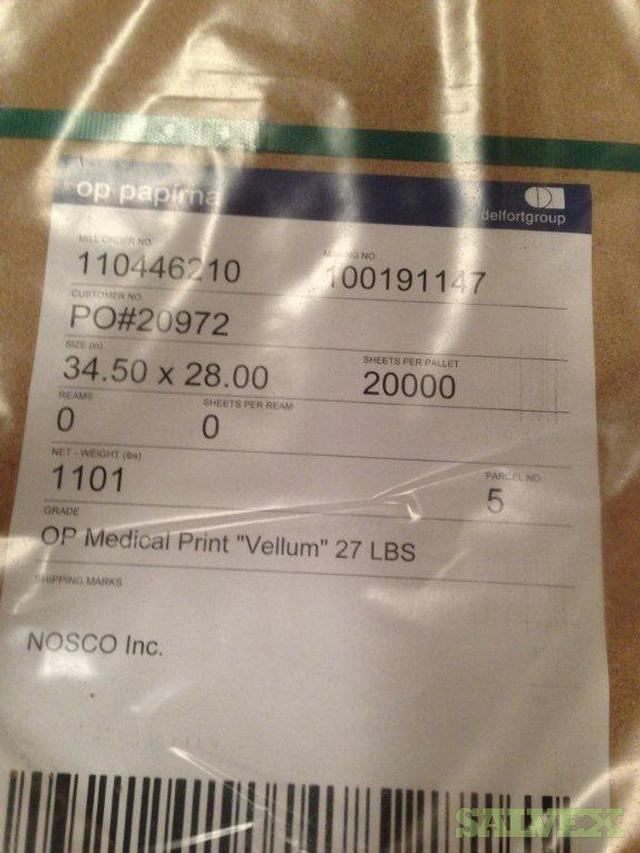 op papirna
delfortgroup
MILL ORDER NO.
MAKING NO.
110446210
100191147
CUSTOMER NO.
PO#20972
SIZE (in)
SHEETS PER PALLET
34.50 x 28.00
20000
REAMS
SHEETS PER REAM
0
0
NET - WEIGHT (lbs)
PARCEL NO.
1101
5
GRADE
OP Medical Print "Vellum" 27 LBS
SHIPPING MARKS
NOSCO Inc.
SALVEX